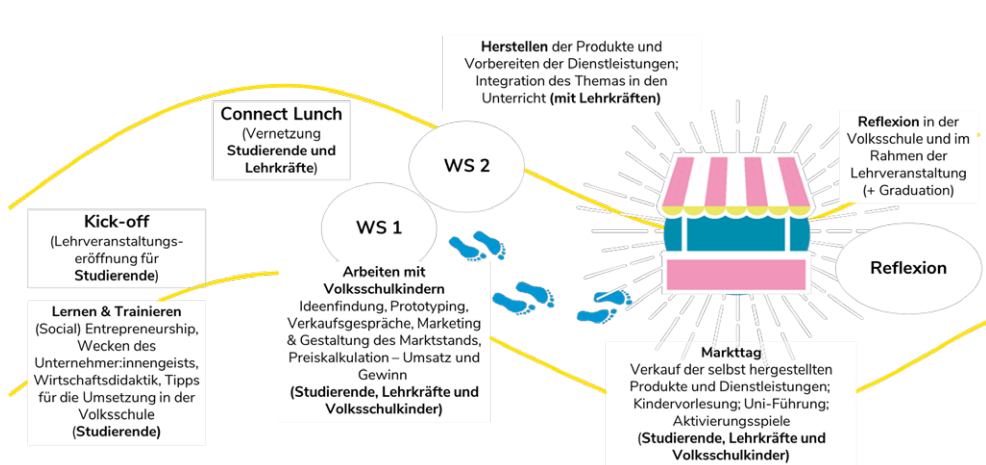 Kick-off
(Lehrveranstaltungs-
eröffnung für
Studierende)
Lernen & Trainieren
(Social) Entrepreneurship,
Wecken des
Unternehmer:innengeists,
Wirtschaftsdidaktik, Tipps
für die Umsetzung in der
Volksschule
(Studierende)
Connect Lunch
(Vernetzung
Studierende und
Lehrkräfte)
WS 1
Arbeiten mit
Volksschulkindern
Ideenfindung, Prototyping,
Verkaufsgespräche, Marketing
& Gestaltung des Marktstands,
Preiskalkulation – Umsatz und
Gewinn
(Studierende, Lehrkräfte und
Volksschulkinder)
WS 2
Herstellen der Produkte und
Vorbereiten der Dienstleistungen;
Integration des Themas in den
Unterricht (mit Lehrkräften)
Markttag
Verkauf der selbst hergestellten
Produkte und Dienstleistungen;
Kindervorlesung; Uni-Führung;
Aktivierungsspiele
(Studierende, Lehrkräfte und
Volksschulkinder)
Reflexion in der
Volksschule und im
Rahmen der
Lehrveranstaltung
(+ Graduation)
Reflexion